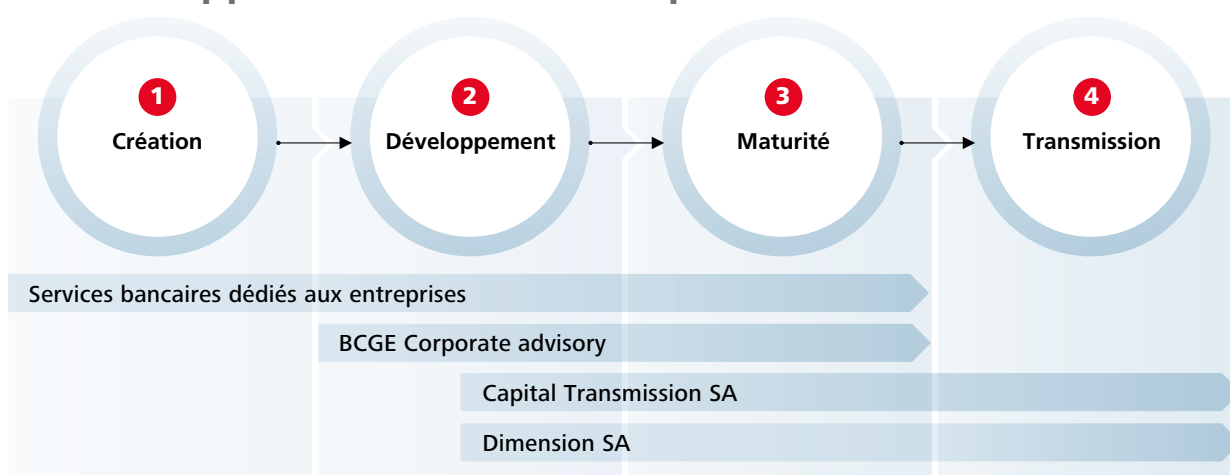 1
Création
2
Développement
3
Maturité
4
Transmission
Services bancaires dédiés aux entreprises
BCGE Corporate advisory
Capital Transmission SA
Dimension SA